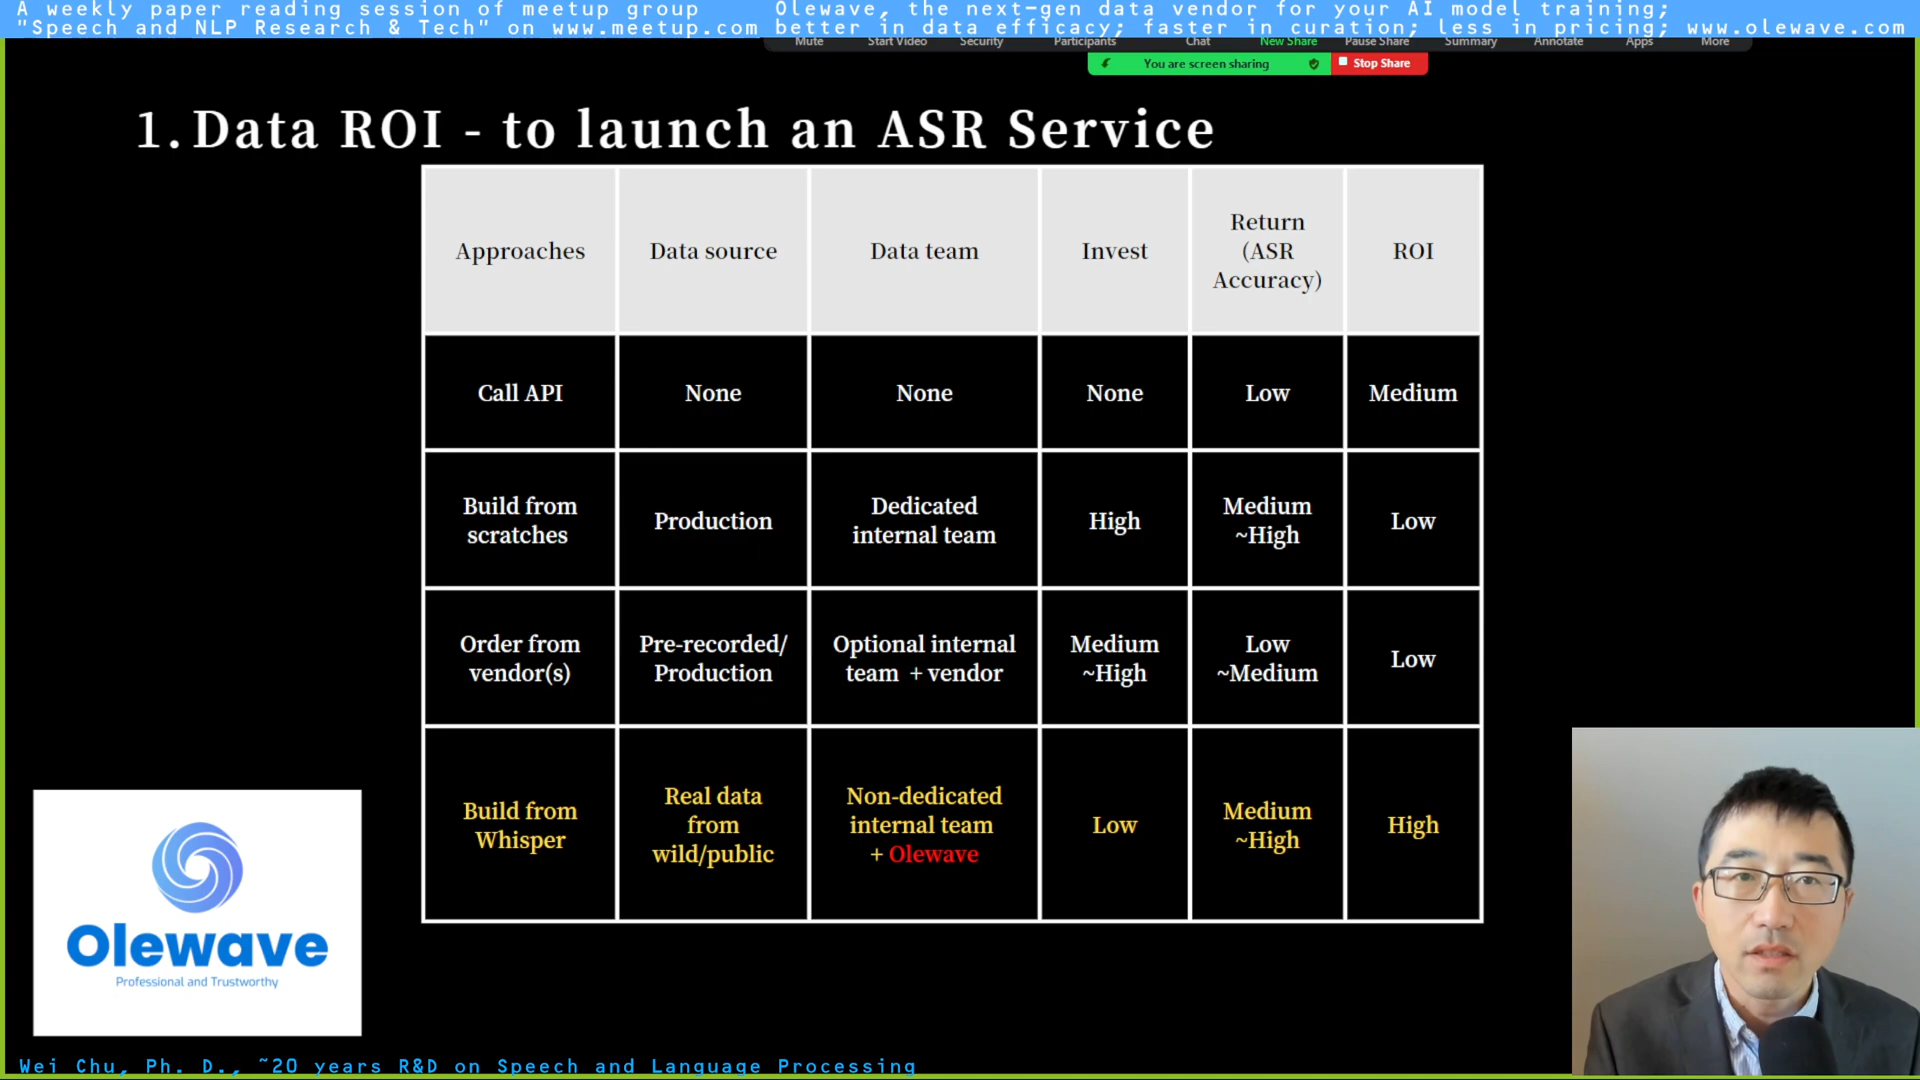 A weekly paper reading session of meetup group
"Speech and NLP Research & Tech" on www.meetup.com
Olewave, the next-gen data vendor for your AI model training;
better in data efficacy; faster in curation; less in pricing; www.olewave.com
Mute Start Video Security Participants Chat New Share Pause Share Summary Annotate Apps More
You are screen sharing Stop Share
1. Data ROI - to launch an ASR Service
Approaches
Data source
Data team
Invest
Return
(ASR
Accuracy)
ROI
Call API
None
None
None
Low
Medium
Build from
scratches
Production
Dedicated
internal team
High
Medium
~High
Low
Order from
vendor(s)
Pre-recorded/
Production
Optional internal
team + vendor
Medium
~High
Low
~Medium
Low
Build from
Whisper
Real data
from
wild/public
Non-dedicated
internal team
+ Olewave
Low
Medium
~High
High
Olewave
Professional and Trustworthy
Wei Chu, Ph. D., ~20 years R&D on Speech and Language Processing